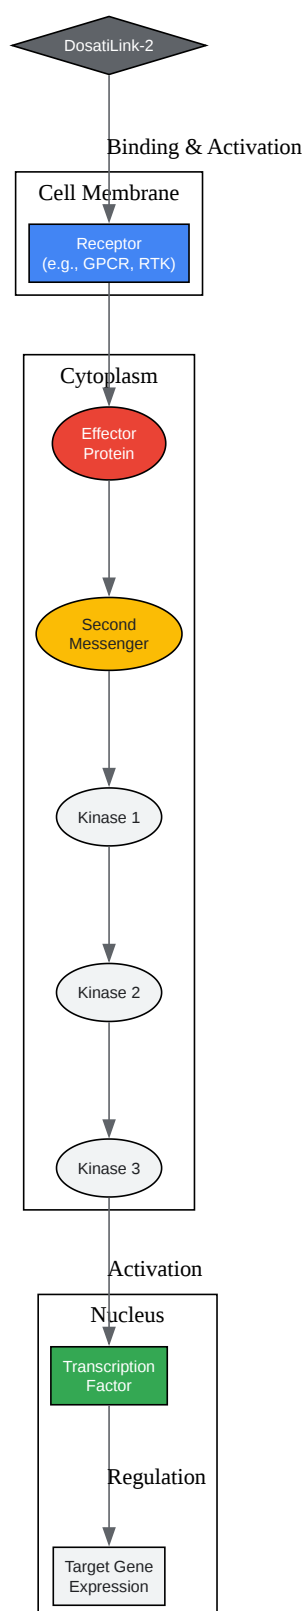 DosatiLink-2
Binding & Activation
Cell Membrane
Receptor
(e.g., GPCR, RTK)
Cytoplasm
Effector
Protein
Second
Messenger
Kinase 1
Kinase 2
Kinase 3
Activation
Nucleus
Transcription
Factor
Regulation
Target Gene
Expression